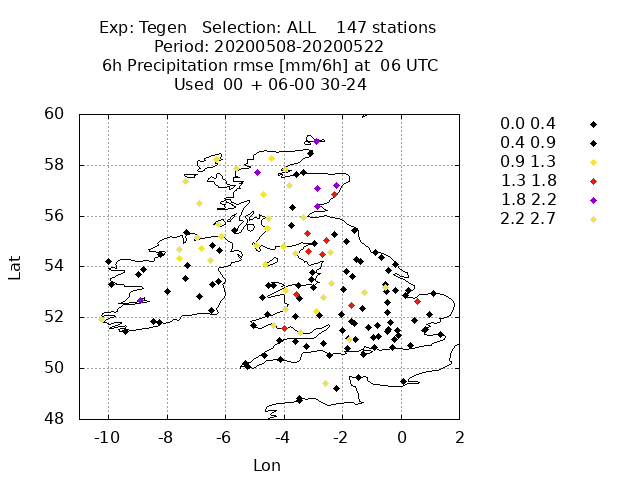 Exp: Tegen Selection: ALL 147 stations
Period: 20200508-20200522
6h Precipitation rmse [mm/6h] at 06 UTC
Used 00 + 06-00 30-24
60
58
56
54
52
50
48
Lat
-10 -8 -6 -4 -2 0 2
Lon
0.0 0.4
0.4 0.9
0.9 1.3
1.3 1.8
1.8 2.2
2.2 2.7